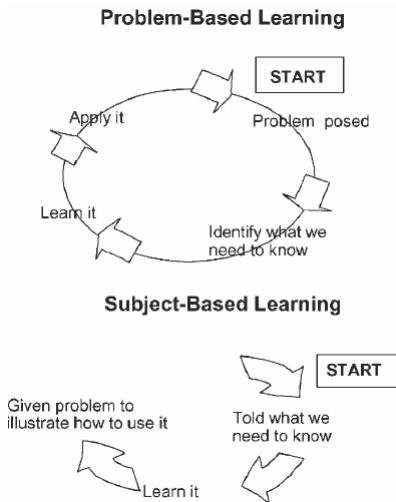 Problem-Based Learning
START
Apply it
Problem posed
Learn it
Identify what we
need to know
Subject-Based Learning
START
Given problem to
illustrate how to use it
Told what we
need to know
Learn it